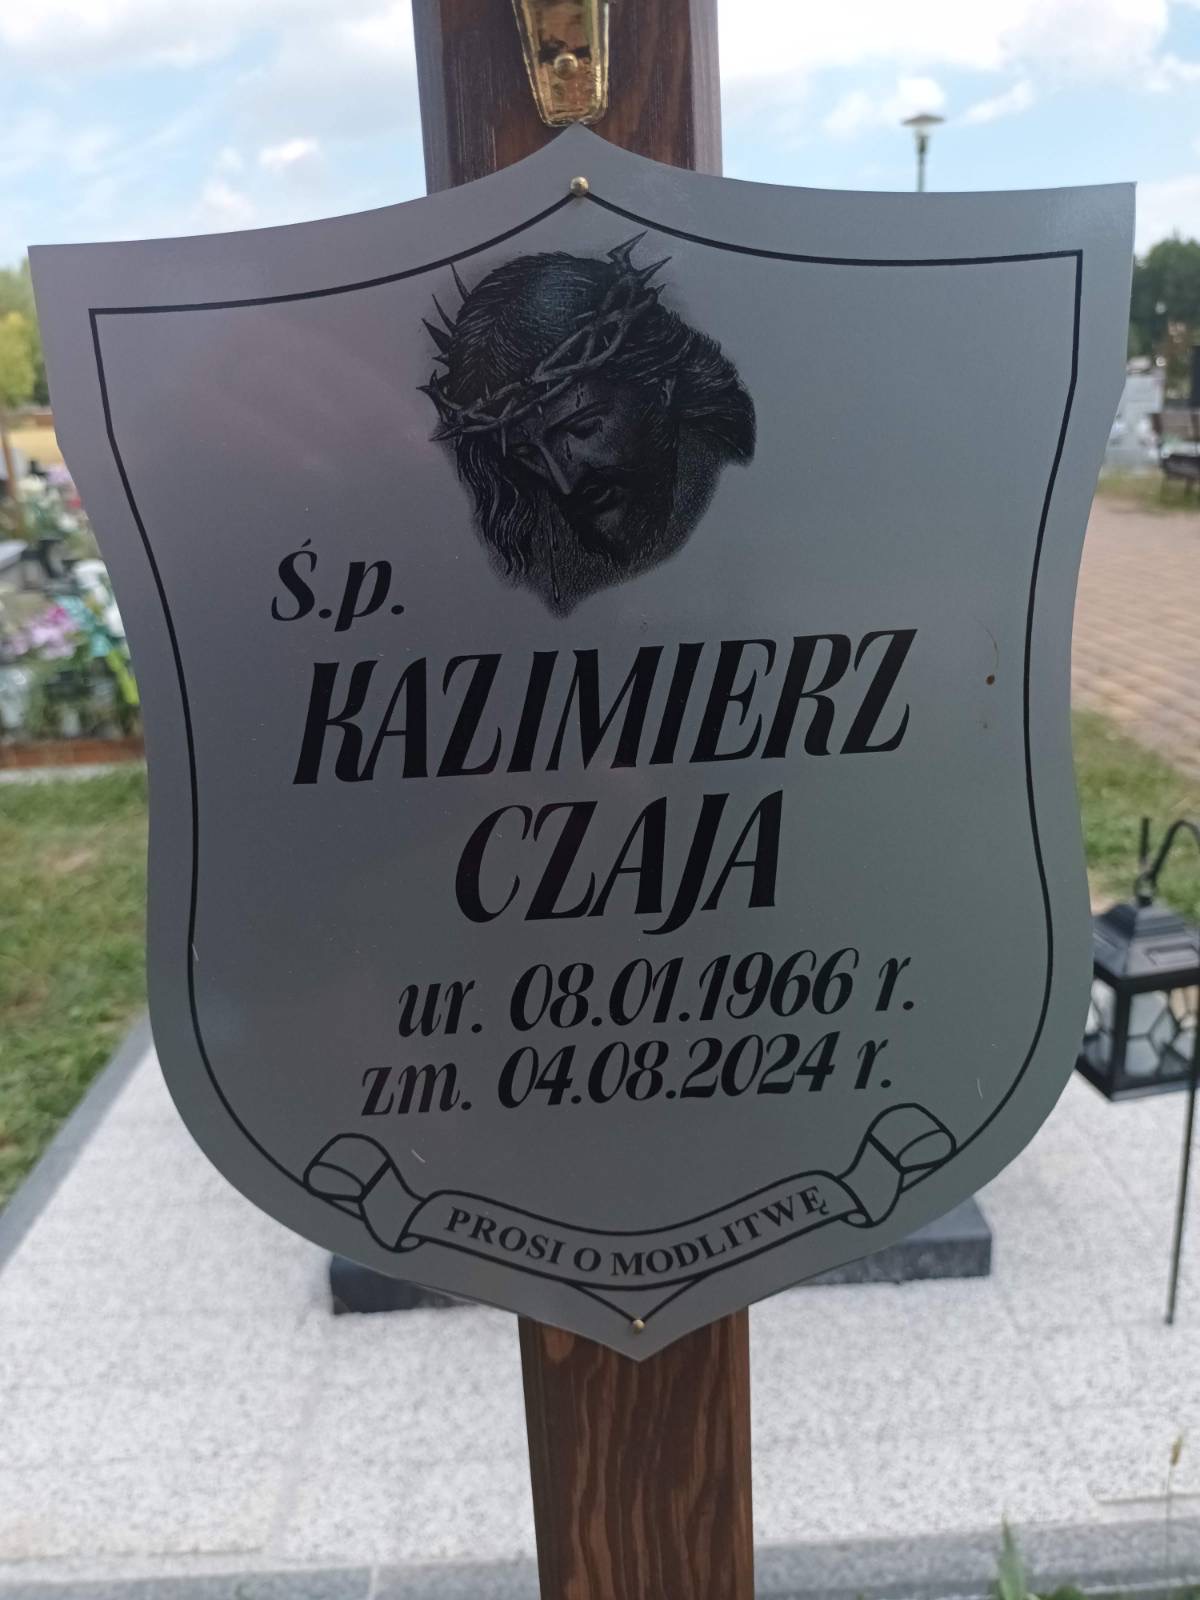 Ś.p.
KAZIMIERZ
CZAJA
ur. 08.01.1966 r.
zm. 04.08.2024 r.
PROSI O MODLITWĘ